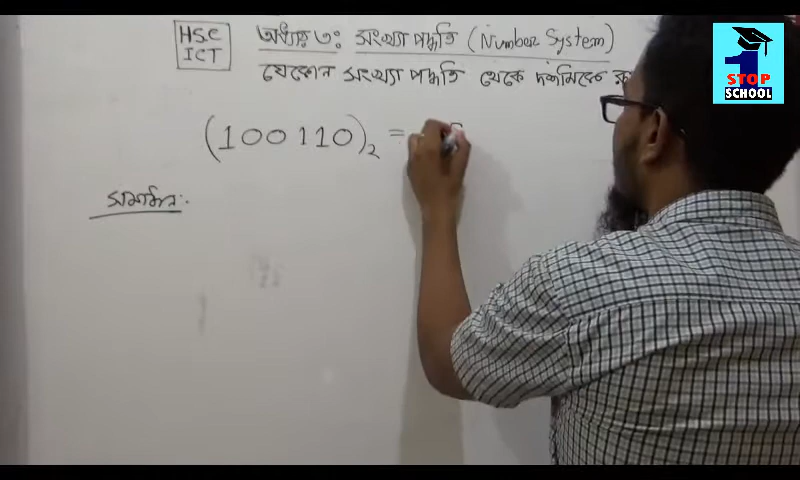 HSC
ICT
অধ্যায় ৩ঃ সংখ্যা পদ্ধতি (Number System)
যেকোন সংখ্যা পদ্ধতি থেকে দশমিকে
(100110)₂ =
সমাধান:
1
STOP
SCHOOL